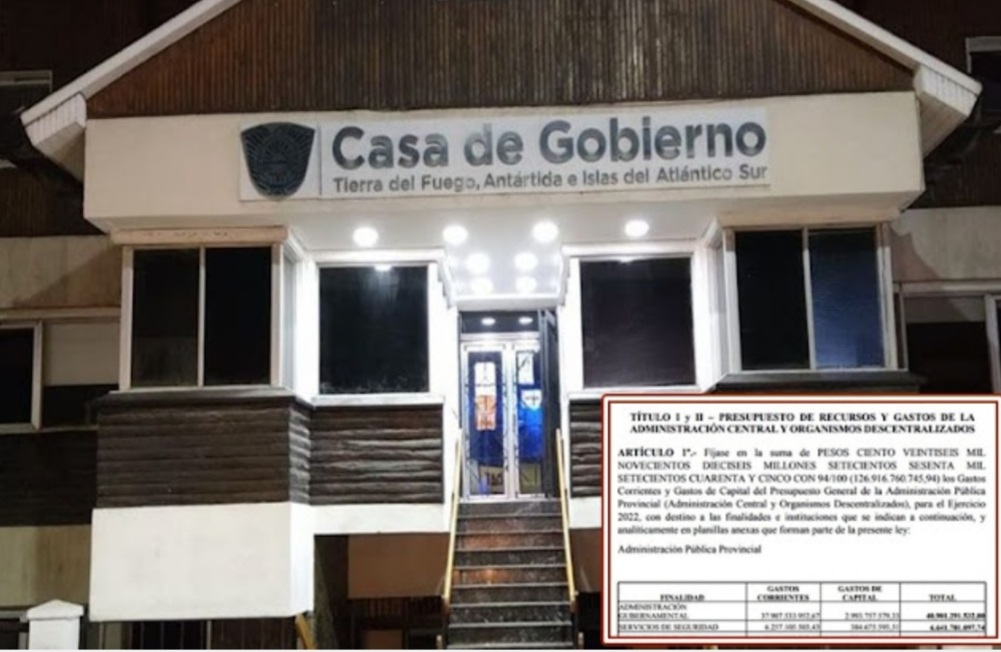 Casa de Gobierno
Tierra del Fuego, Antártida e Islas del Atlántico Sur
TÍTULO I y II – PRESUPUESTO DE RECURSOS Y GASTOS DE LA
ADMINISTRACIÓN CENTRAL Y ORGANISMOS DESCENTRALIZADOS
ARTÍCULO 1º.- Fíjase en la suma de PESOS CIENTO VEINTISEIS MIL
NOVECIENTOS DIECISEIS MILLONES SETECIENTOS SESENTA MIL
SETECIENTOS CUARENTA Y CINCO CON 94/100 (126.916.760.745,94) los Gastos
Corrientes y Gastos de Capital del Presupuesto General de la Administración Pública
Provincial (Administración Central y Organismos Descentralizados), para el Ejercicio
2022, con destino a las finalidades e instituciones que se indican a continuación, y
analíticamente en planillas anexas que forman parte de la presente ley:
Administración Pública Provincial
FINALIDAD GASTOS CORRIENTES GASTOS DE CAPITAL TOTAL
ADMINISTRACIÓN
GUBERNAMENTAL
SERVICIOS DE SEGURIDAD